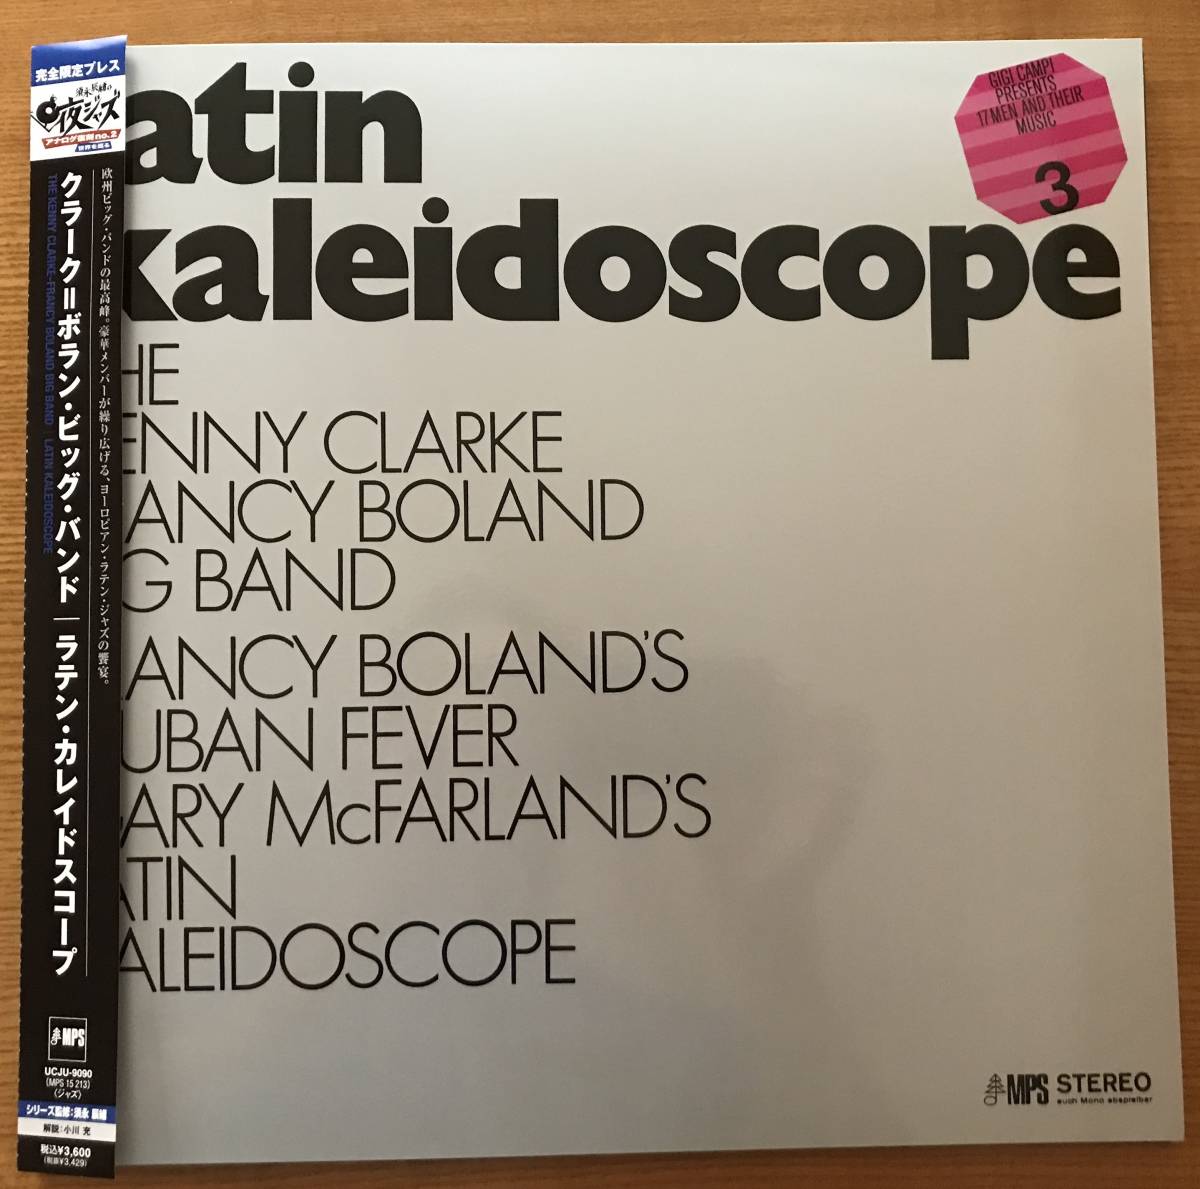 完全限定プレス
須永辰緒の
夜ジャズ
アナログ復刻no.2
世界を巡る
欧州ビッグ・バンドの最高峰。豪華メンバーが繰り広げる、ヨーロピアン・ラテン・ジャズの饗宴。
クラーク=ボラン・ビッグ・バンド｜ラテン・カレイドスコープ
THE KENNY CLARKE-FRANCY BOLAND BIG BAND | LATIN KALEIDOSCOPE
MPS
UCJU-9090
(MPS 15 213)
〈ジャズ〉
シリーズ監修:須永 辰緒
解説:小川 充
税込¥3,600
(税抜¥3,429)
atin
kaleidoscope
GIGI CAMPI
PRESENTS
17 MEN AND THEIR
MUSIC
3
HE
ENNY CLARKE
ANCY BOLAND
G BAND
ANCY BOLAND'S
UBAN FEVER
ARY McFARLAND'S
ATIN
ALEIDOSCOPE
MPS STEREO
auch Mono abspielbar